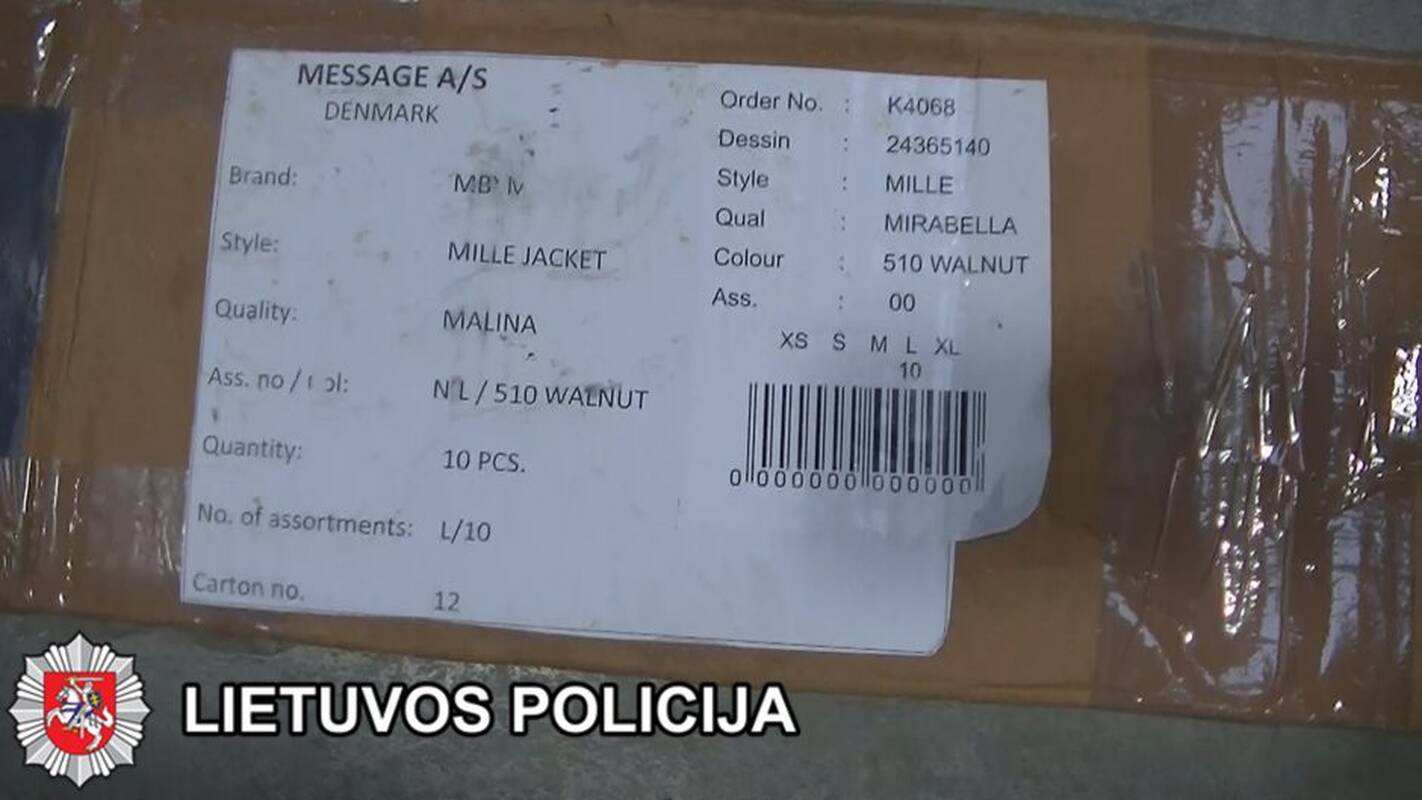 MESSAGE A/S
DENMARK
Brand:
Style: MILLE JACKET
Quality: MALINA
Ass. no / 510 WALNUT
Quantity: 10 PCS.
No. of assortments: L/10
Carton no. 12
Order No. : K4068
Dessin : 24365140
Style : MILLE
Qual : MIRABELLA
Colour : 510 WALNUT
Ass. : 00
XS S M L XL
10
0 000000 000000
LIETUVOS POLICIJA